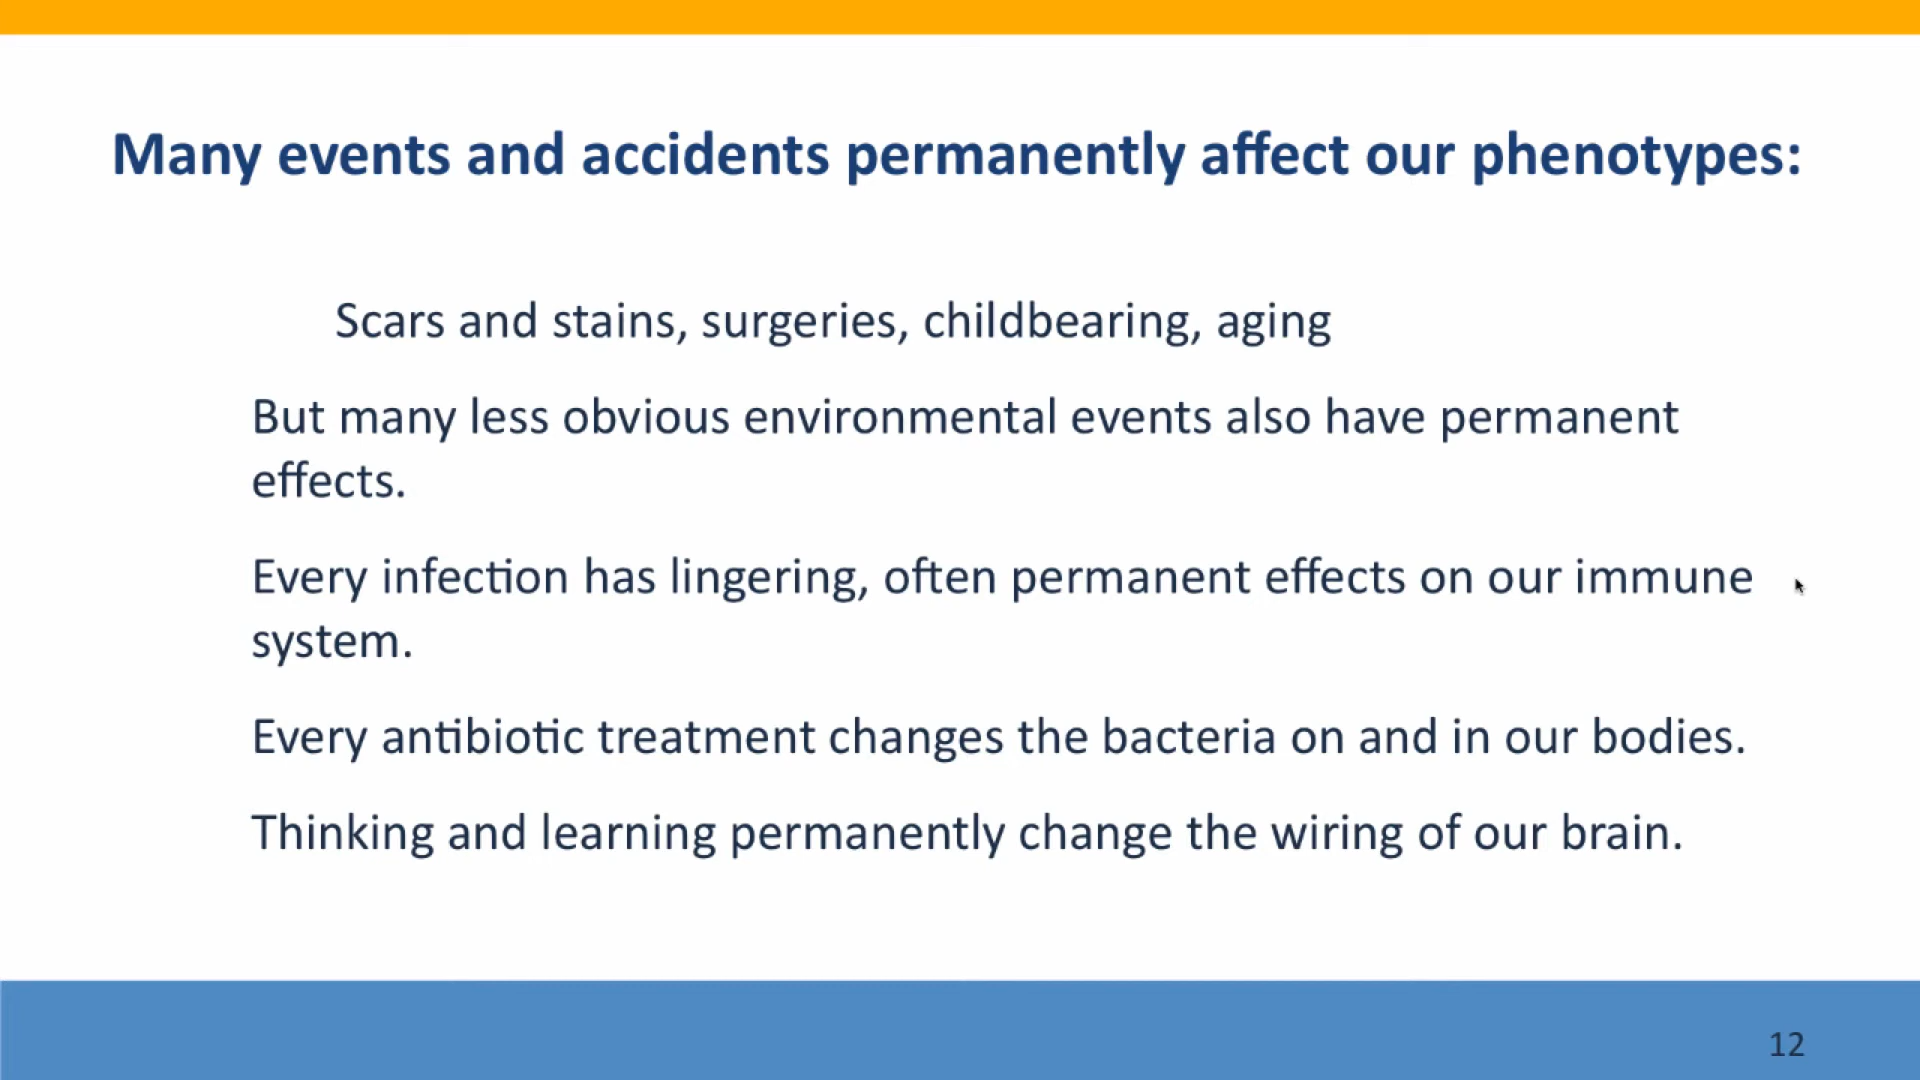 Many events and accidents permanently affect our phenotypes:
Scars and stains, surgeries, childbearing, aging
But many less obvious environmental events also have permanent
effects.
Every infection has lingering, often permanent effects on our immune
system.
Every antibiotic treatment changes the bacteria on and in our bodies.
Thinking and learning permanently change the wiring of our brain.
12